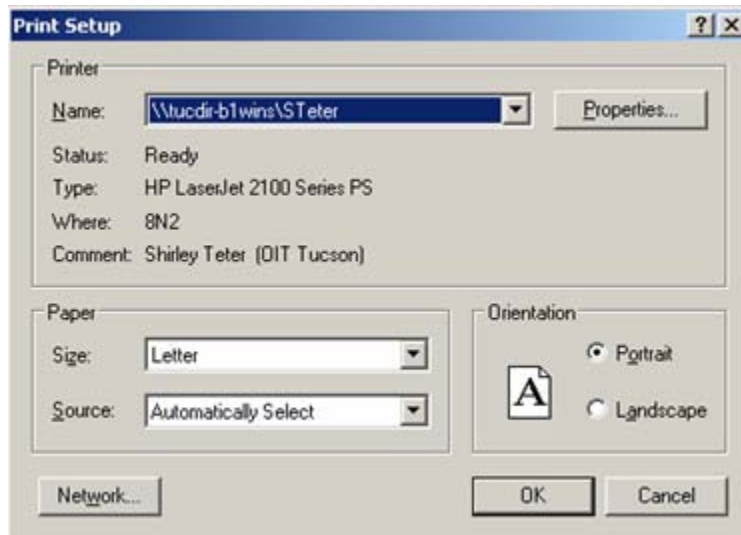 Print Setup
Printer
Name: \\tucdir-b1wins\STeter Properties...
Status: Ready
Type: HP LaserJet 2100 Series PS
Where: 8N2
Comment: Shirley Teter (OIT Tucson)
Paper
Size: Letter
Source: Automatically Select
Orientation
A
Portrait
Landscape
Network... OK Cancel